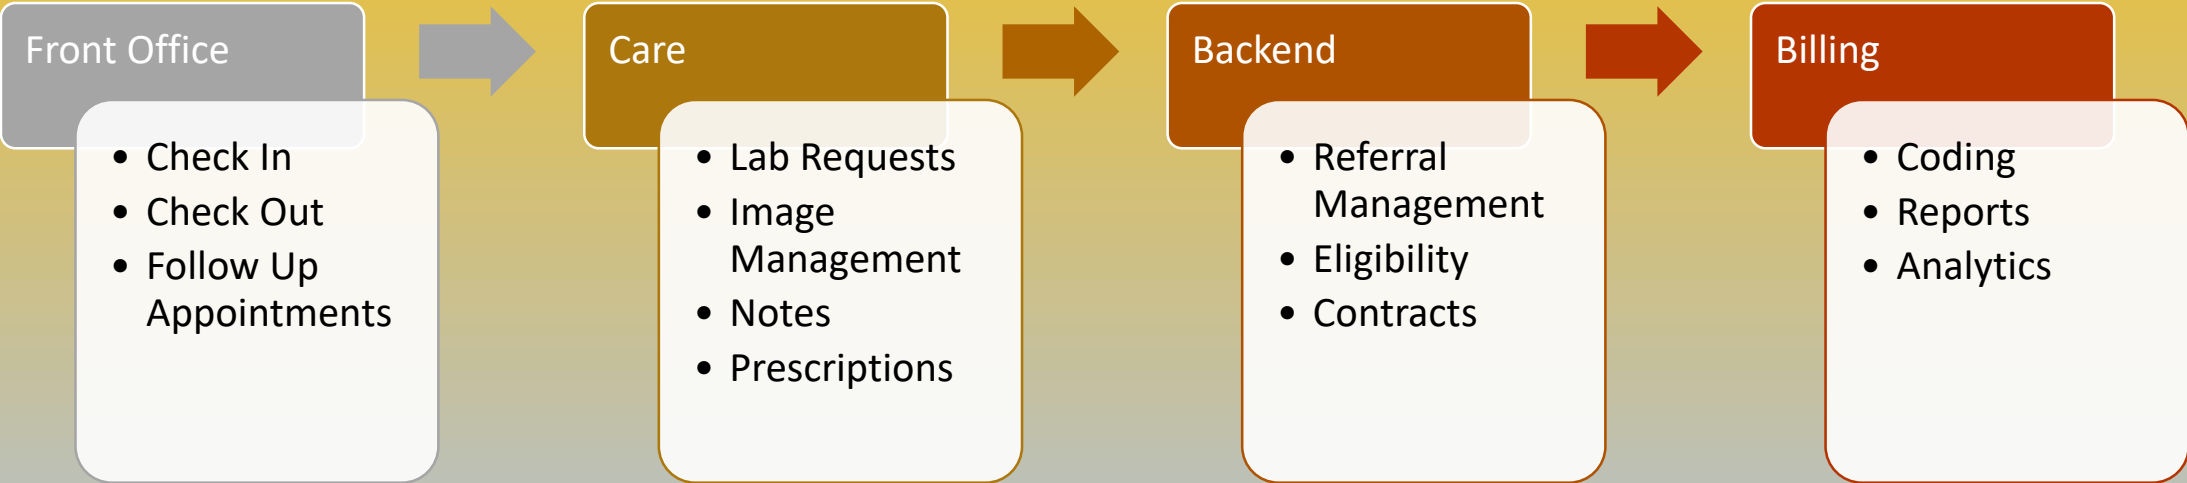 Front Office
• Check In
• Check Out
• Follow Up
Appointments
Care
• Lab Requests
• Image
Management
• Notes
• Prescriptions
Backend
• Referral
Management
• Eligibility
• Contracts
Billing
• Coding
• Reports
• Analytics